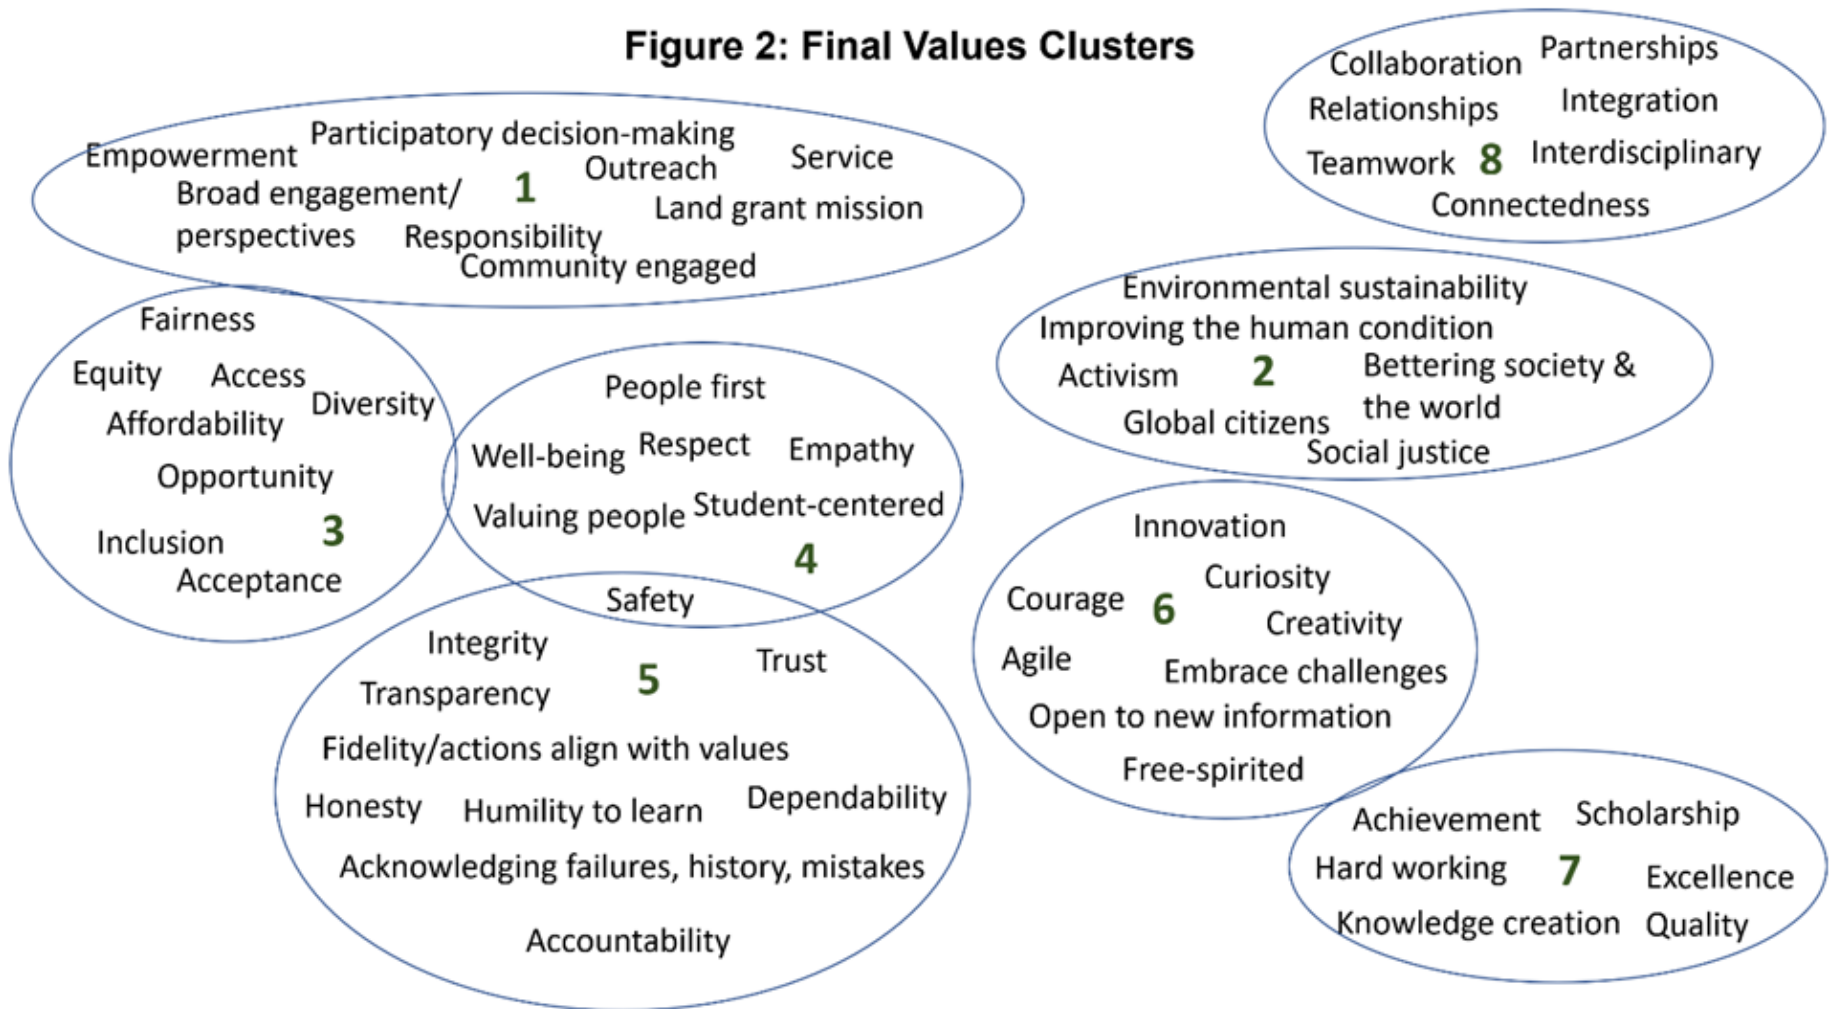 Figure 2: Final Values Clusters
Participatory decision-making
Empowerment
Outreach
Service
Broad engagement/
perspectives
1
Land grant mission
Responsibility
Community engaged
Collaboration
Partnerships
Relationships
Integration
Teamwork
8
Interdisciplinary
Connectedness
Environmental sustainability
Improving the human condition
Activism
2
Bettering society &
the world
Global citizens
Social justice
Fairness
Equity
Access
Diversity
Affordability
Opportunity
3
Inclusion
Acceptance
People first
Well-being
Respect
Empathy
Valuing people
Student-centered
4
Safety
Integrity
5
Trust
Transparency
Fidelity/actions align with values
Honesty
Humility to learn
Dependability
Acknowledging failures, history, mistakes
Accountability
Innovation
Curiosity
Courage
6
Creativity
Agile
Embrace challenges
Open to new information
Free-spirited
Achievement
Scholarship
Hard working
7
Excellence
Knowledge creation
Quality